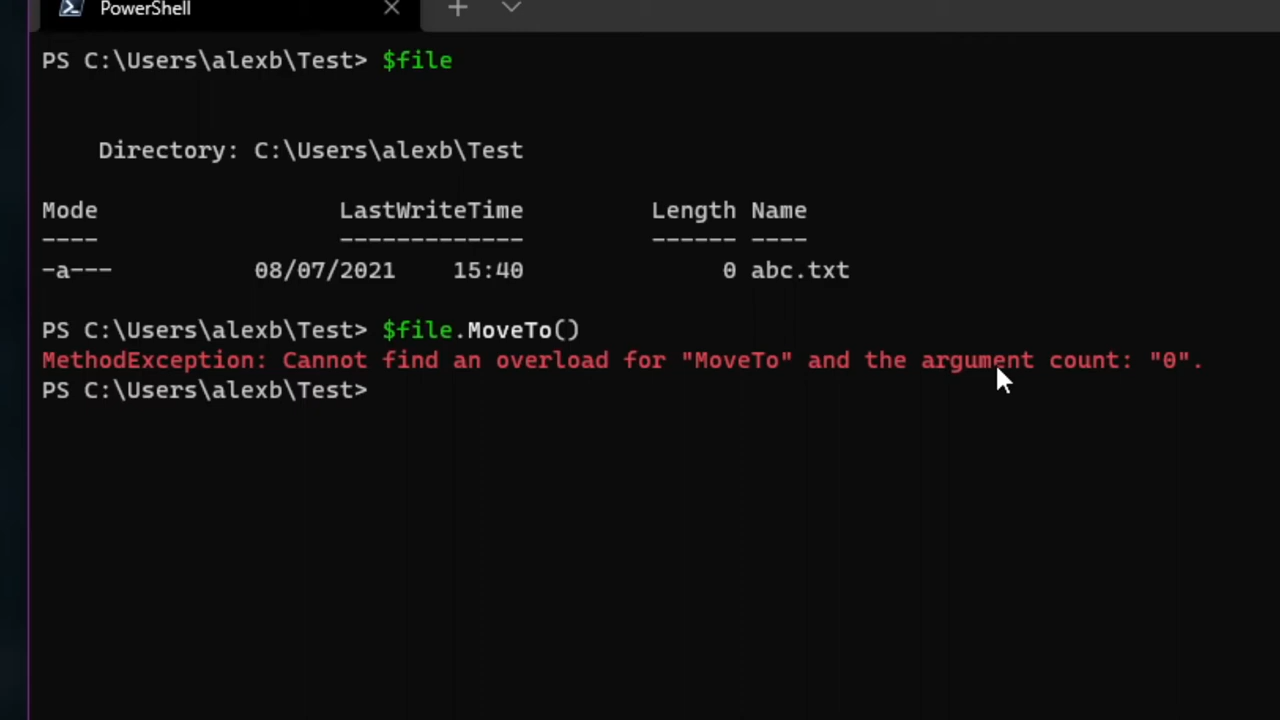 PowerShell
PS C:\Users\alexb\Test> $file
Directory: C:\Users\alexb\Test
Mode                 LastWriteTime         Length Name
----                 -------------         ------ ----
-a---          08/07/2021    15:40              0 abc.txt
PS C:\Users\alexb\Test> $file.MoveTo()
MethodException: Cannot find an overload for "MoveTo" and the argument count: "0".
PS C:\Users\alexb\Test>